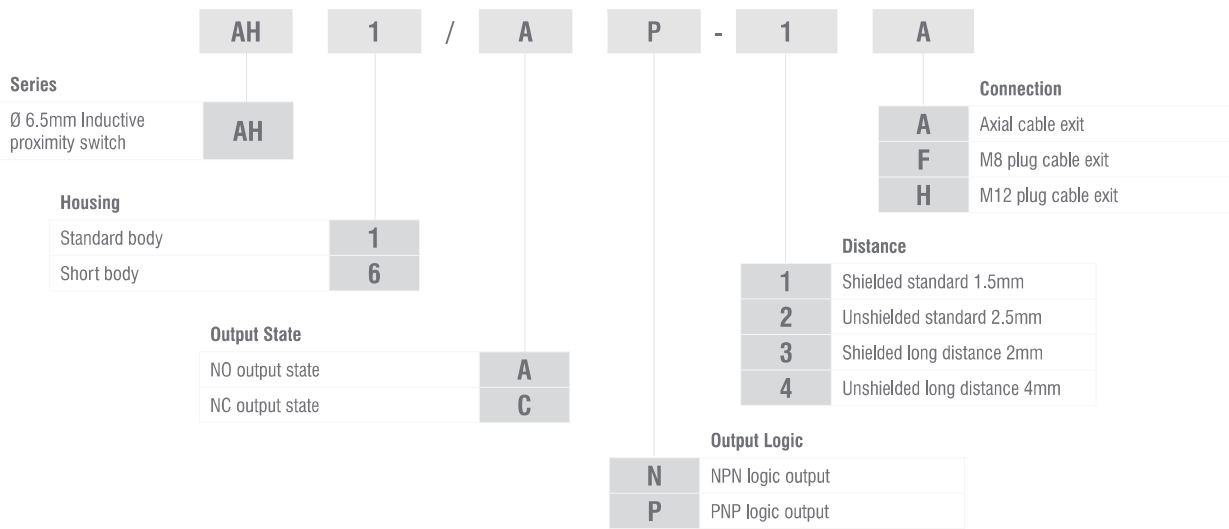 AH 1 / A P - 1 A
Series
Ø 6.5mm Inductive
proximity switch
AH
Connection
A Axial cable exit
F M8 plug cable exit
H M12 plug cable exit
Housing
Standard body 1
Short body 6
Distance
1 Shielded standard 1.5mm
2 Unshielded standard 2.5mm
3 Shielded long distance 2mm
4 Unshielded long distance 4mm
Output State
NO output state A
NC output state C
Output Logic
N NPN logic output
P PNP logic output